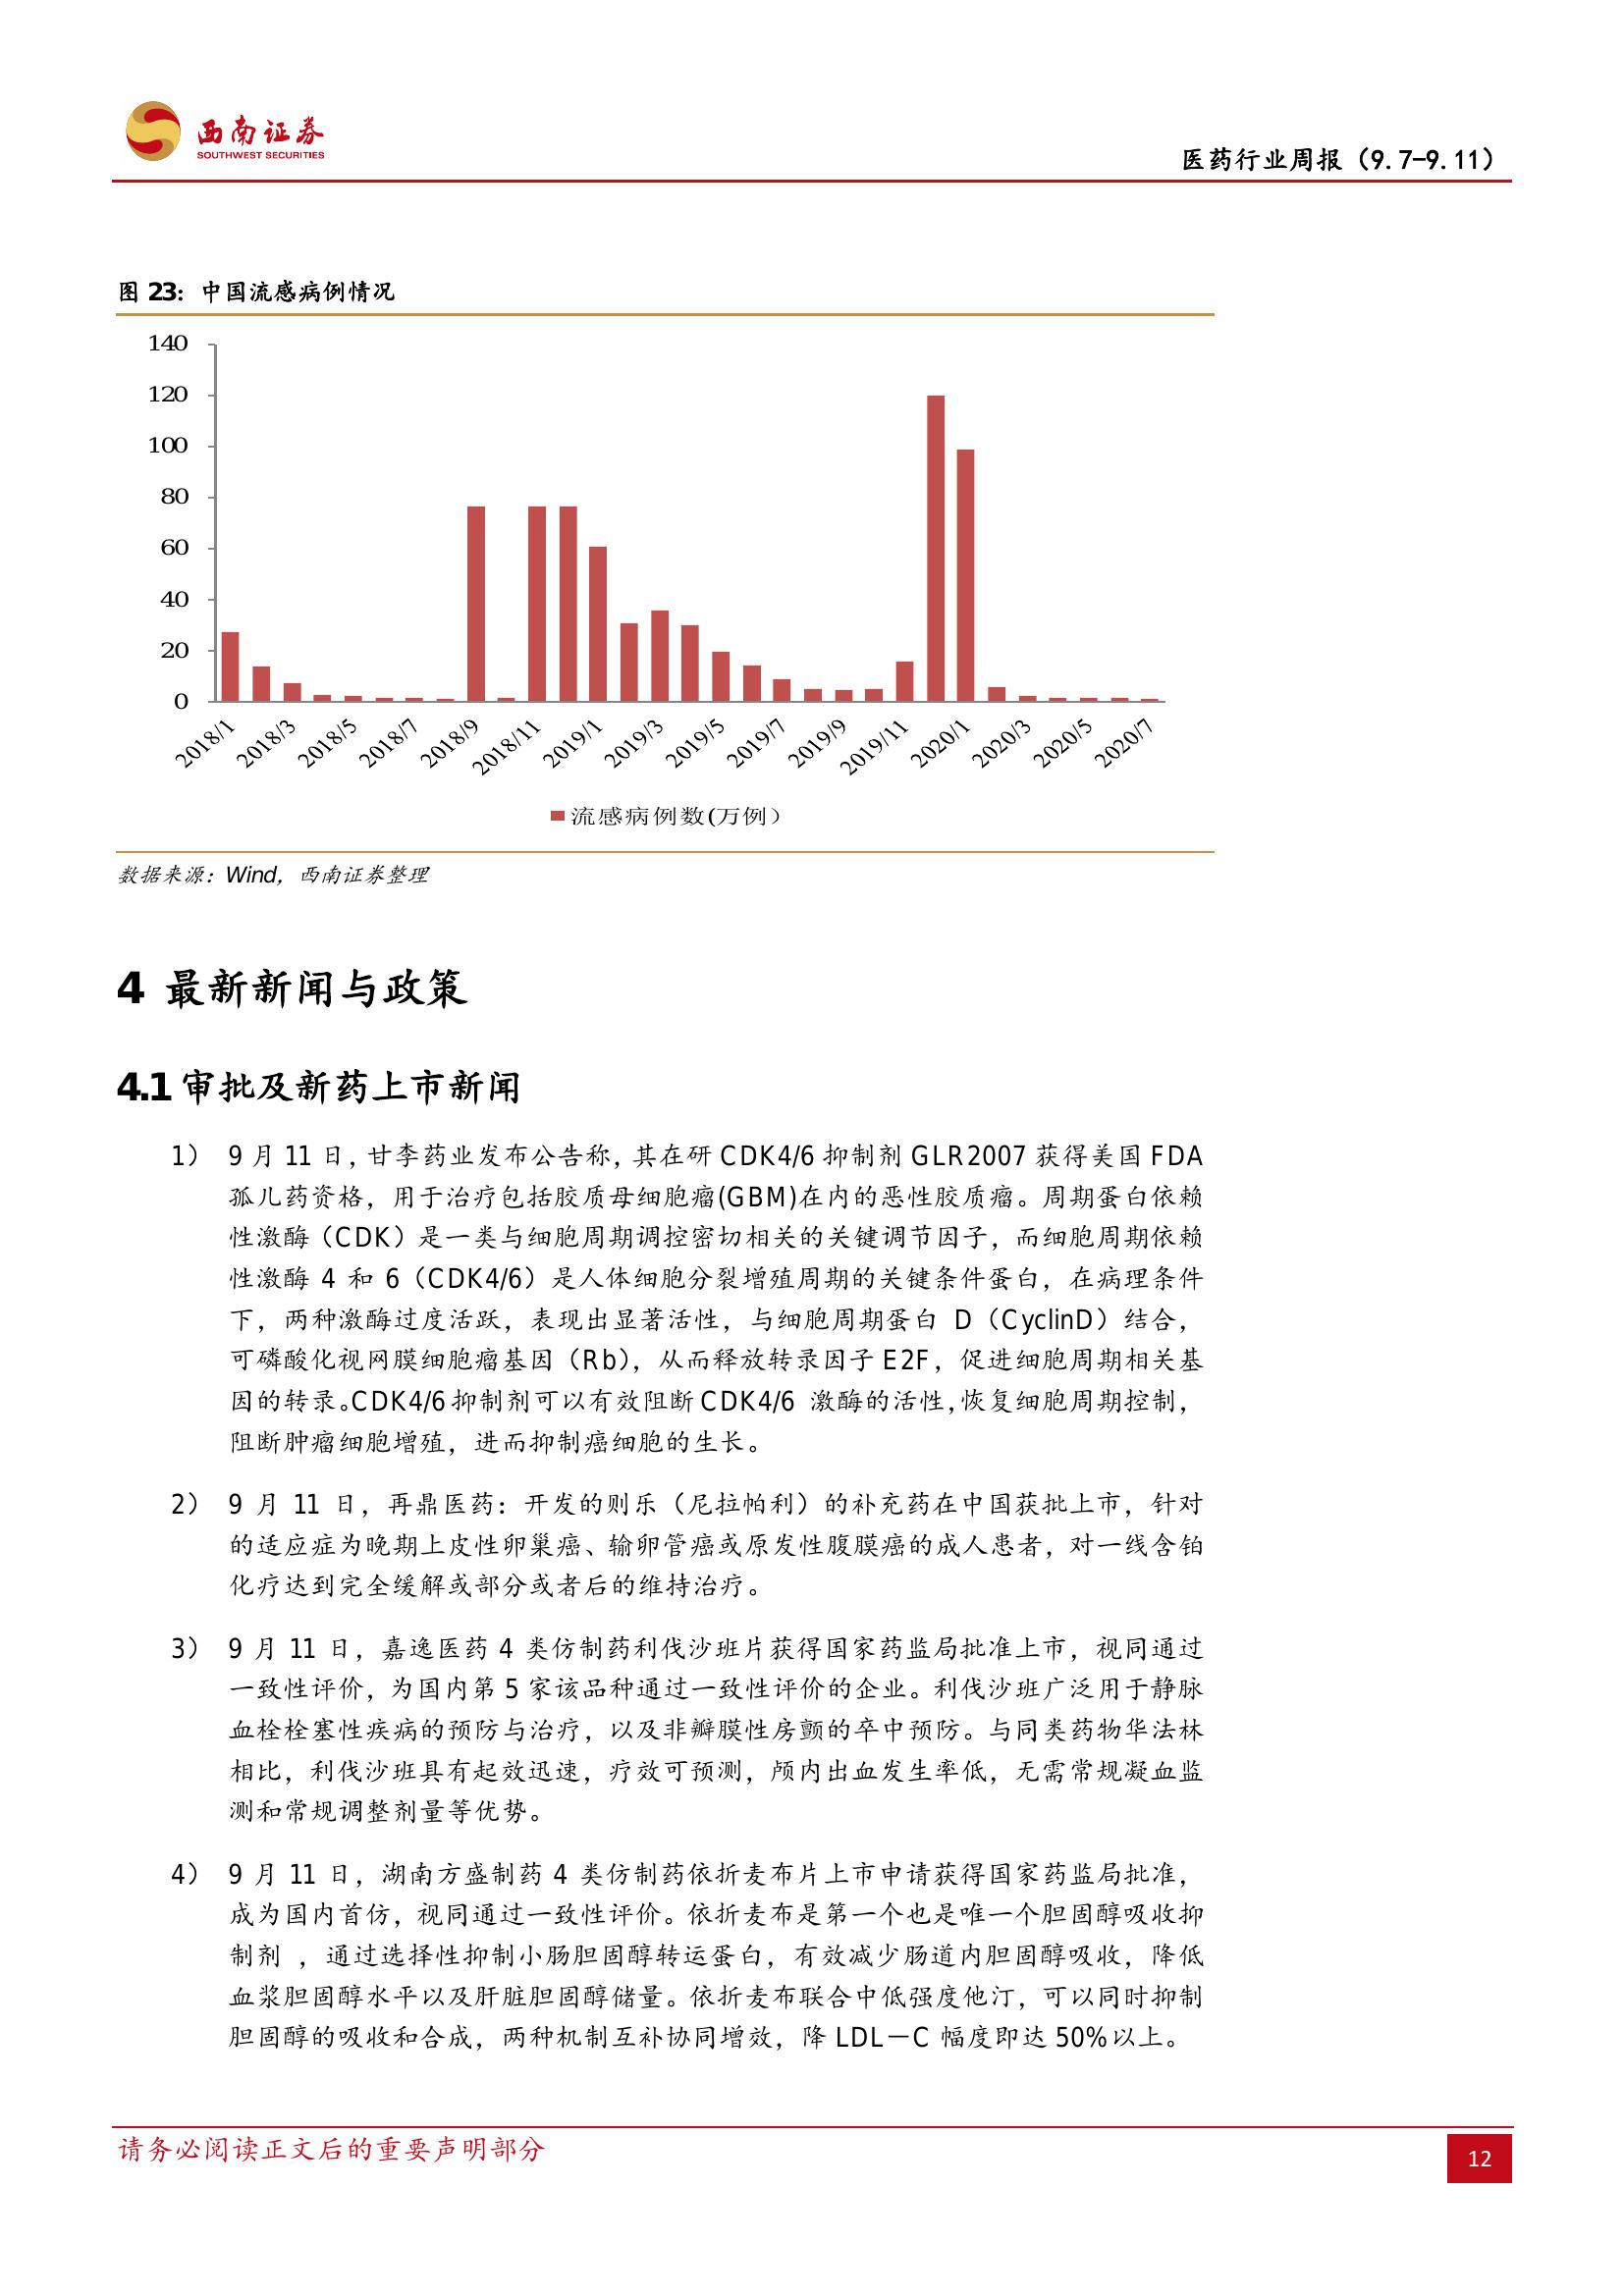 西南证券
SOUTHWEST SECURITIES
医药行业周报（9.7-9.11）
图 23：中国流感病例情况
140
120
100
80
60
40
20
0
2018/1 2018/3 2018/5 2018/7 2018/9 2018/11 2019/1 2019/3 2019/5 2019/7 2019/9 2019/11 2020/1 2020/3 2020/5 2020/7
流感病例数(万例）
数据来源：Wind，西南证券整理
4 最新新闻与政策
4.1 审批及新药上市新闻
1） 9 月 11 日，甘李药业发布公告称，其在研 CDK4/6 抑制剂 GLR2007 获得美国 FDA
孤儿药资格，用于治疗包括胶质母细胞瘤(GBM)在内的恶性胶质瘤。周期蛋白依赖
性激酶（CDK）是一类与细胞周期调控密切相关的关键调节因子，而细胞周期依赖
性激酶 4 和 6（CDK4/6）是人体细胞分裂增殖周期的关键条件蛋白，在病理条件
下，两种激酶过度活跃，表现出显著活性，与细胞周期蛋白 D（CyclinD）结合，
可磷酸化视网膜细胞瘤基因（Rb），从而释放转录因子 E2F，促进细胞周期相关基
因的转录。CDK4/6 抑制剂可以有效阻断 CDK4/6 激酶的活性，恢复细胞周期控制，
阻断肿瘤细胞增殖，进而抑制癌细胞的生长。
2） 9 月 11 日，再鼎医药：开发的则乐（尼拉帕利）的补充药在中国获批上市，针对
的适应症为晚期上皮性卵巢癌、输卵管癌或原发性腹膜癌的成人患者，对一线含铂
化疗达到完全缓解或部分或者后的维持治疗。
3） 9 月 11 日，嘉逸医药 4 类仿制药利伐沙班片获得国家药监局批准上市，视同通过
一致性评价，为国内第 5 家该品种通过一致性评价的企业。利伐沙班广泛用于静脉
血栓栓塞性疾病的预防与治疗，以及非瓣膜性房颤的卒中预防。与同类药物华法林
相比，利伐沙班具有起效迅速，疗效可预测，颅内出血发生率低，无需常规凝血监
测和常规调整剂量等优势。
4） 9 月 11 日，湖南方盛制药 4 类仿制药依折麦布片上市申请获得国家药监局批准，
成为国内首仿，视同通过一致性评价。依折麦布是第一个也是唯一个胆固醇吸收抑
制剂 ，通过选择性抑制小肠胆固醇转运蛋白，有效减少肠道内胆固醇吸收，降低
血浆胆固醇水平以及肝脏胆固醇储量。依折麦布联合中低强度他汀，可以同时抑制
胆固醇的吸收和合成，两种机制互补协同增效，降 LDL－C 幅度即达 50%以上。
请务必阅读正文后的重要声明部分
12